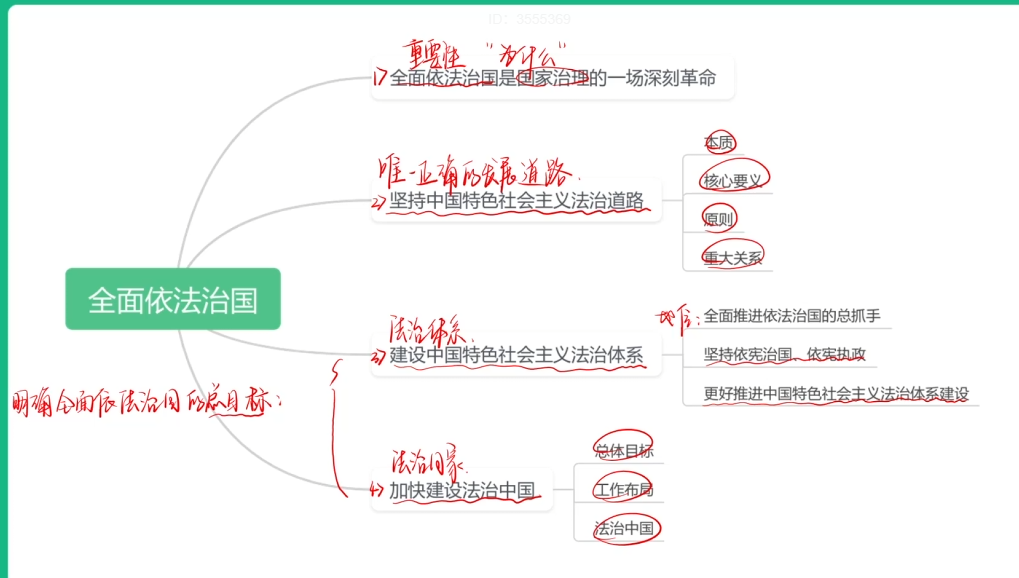 ID: 3555369
重要性 "为什么"
1> 全面依法治国是国家治理的一场深刻革命
唯一正确的发展道路.
2> 坚持中国特色社会主义法治道路
本质
核心要义
原则
重大关系
全面依法治国
法治体系.
3> 建设中国特色社会主义法治体系
地位: 全面推进依法治国的总抓手
坚持依宪治国、依宪执政
更好推进中国特色社会主义法治体系建设
明确全面依法治国的总目标:
法治国家.
4> 加快建设法治中国
总体目标
工作布局
法治中国